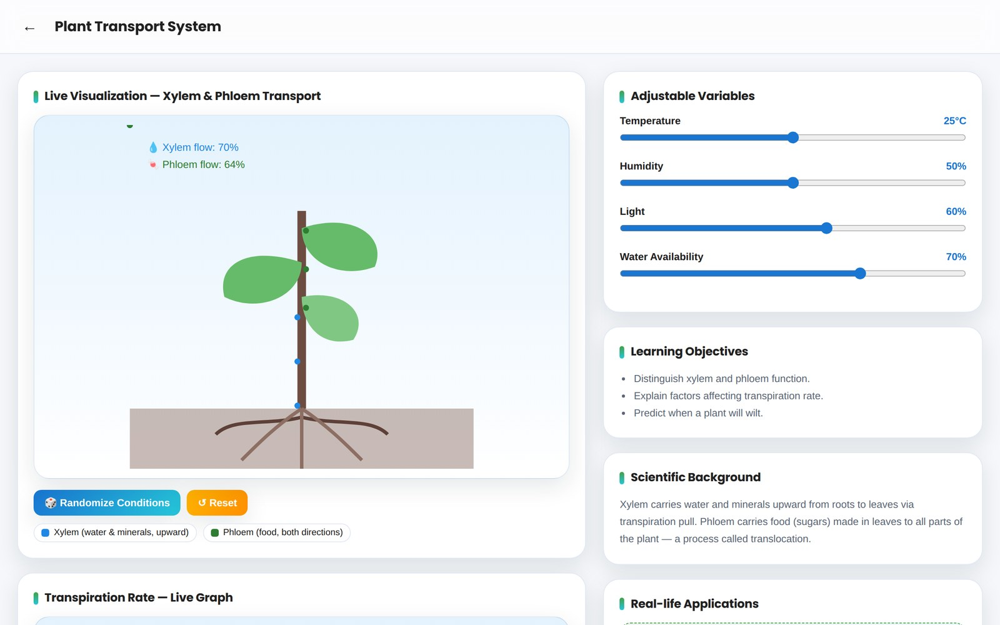 ← Plant Transport System
Live Visualization — Xylem & Phloem Transport
💧 Xylem flow: 70%
🍬 Phloem flow: 64%
🎲 Randomize Conditions
↺ Reset
Xylem (water & minerals, upward)
Phloem (food, both directions)
Transpiration Rate — Live Graph
Adjustable Variables
Temperature 25°C
Humidity 50%
Light 60%
Water Availability 70%
Learning Objectives
• Distinguish xylem and phloem function.
• Explain factors affecting transpiration rate.
• Predict when a plant will wilt.
Scientific Background
Xylem carries water and minerals upward from roots to leaves via
transpiration pull. Phloem carries food (sugars) made in leaves to all parts of
the plant — a process called translocation.
Real-life Applications